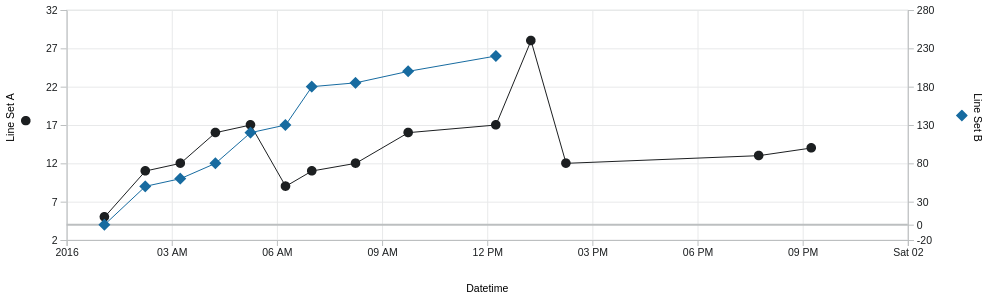 32
27
22
17
12
7
2
Line Set A
280
230
180
130
80
30
0
-20
Line Set B
2016
03 AM
06 AM
09 AM
12 PM
03 PM
06 PM
09 PM
Sat 02
Datetime